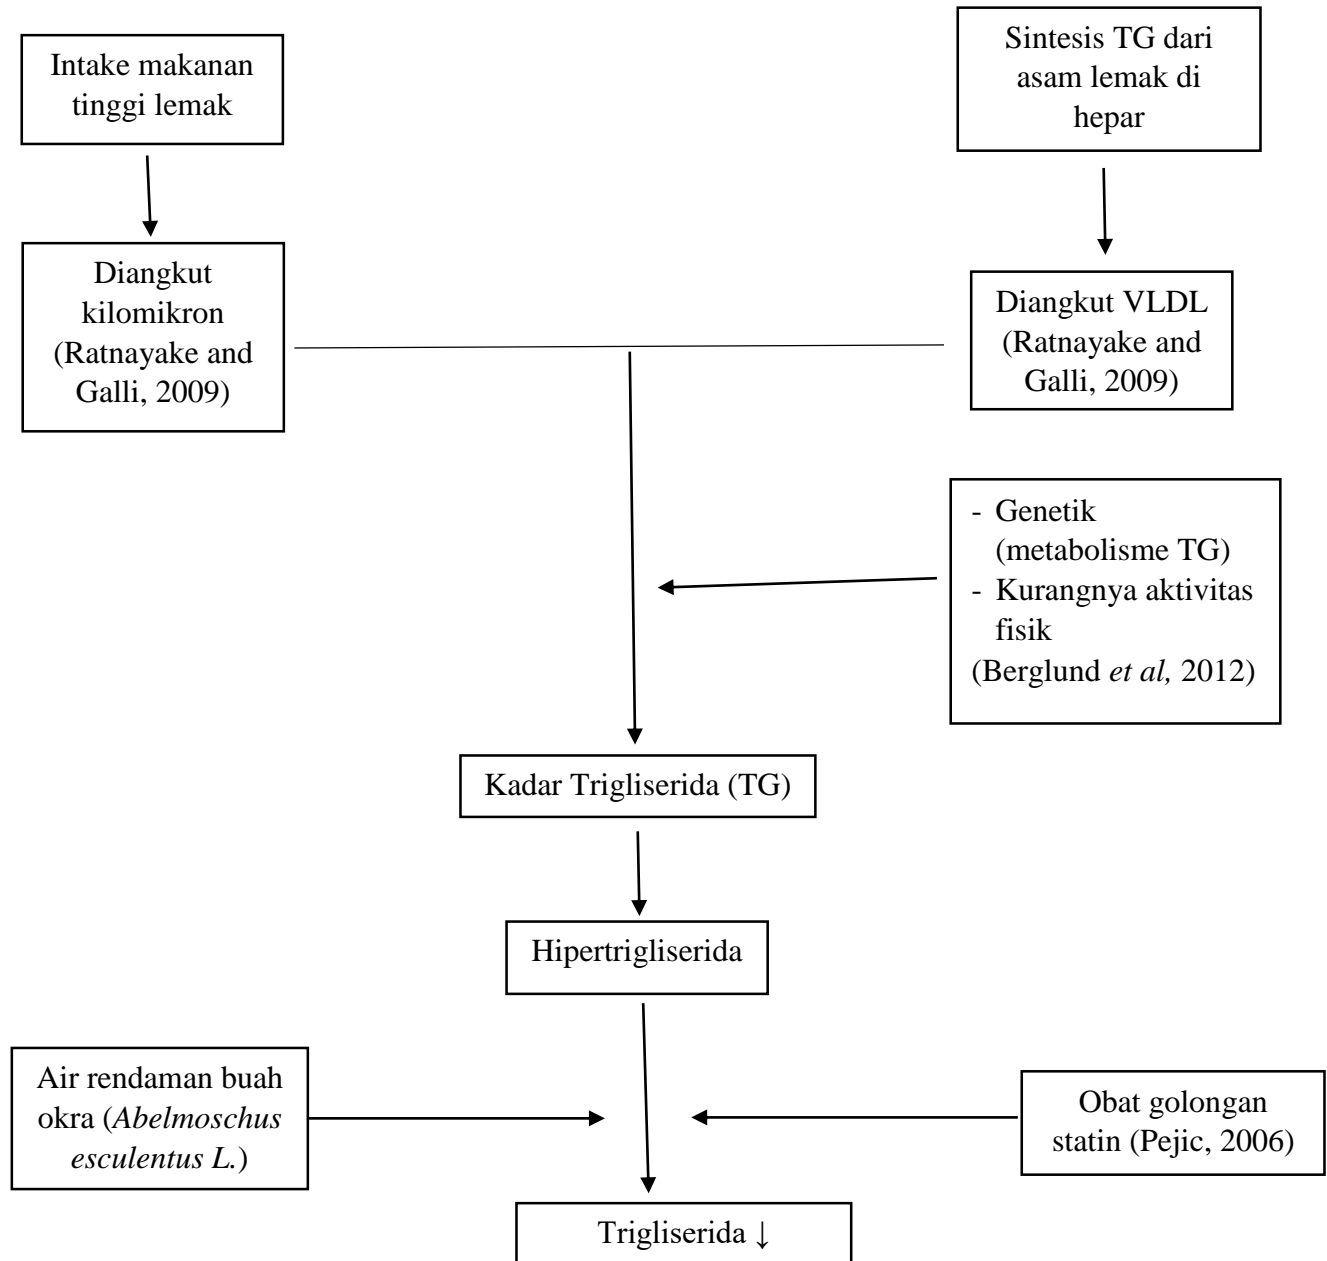 Intake makanan
tinggi lemak
Sintesis TG dari
asam lemak di
hepar
Diangkut
kilomikron
(Ratnayake and
Galli, 2009)
Diangkut VLDL
(Ratnayake and
Galli, 2009)
- Genetik
(metabolisme TG)
- Kurangnya aktivitas
fisik
(Berglund et al, 2012)
Kadar Trigliserida (TG)
Hipertrigliserida
Air rendaman buah
okra (Abelmoschus
esculentus L.)
Obat golongan
statin (Pejic, 2006)
Trigliserida ↓